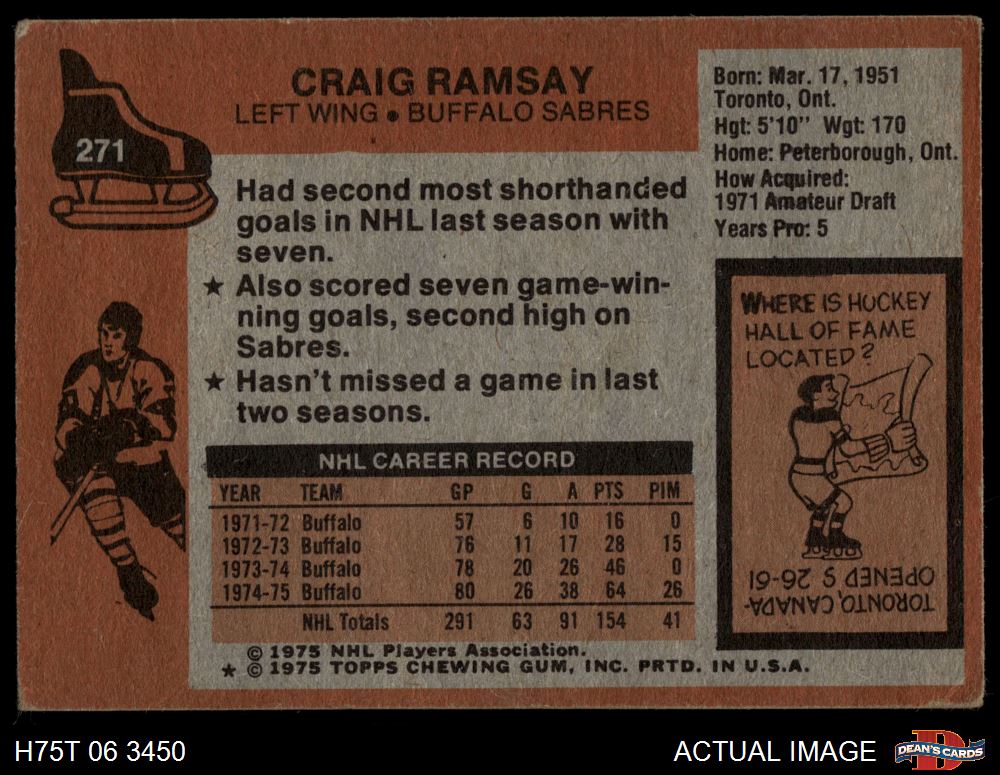 271
CRAIG RAMSAY
LEFT WING • BUFFALO SABRES
Born: Mar. 17, 1951
Toronto, Ont.
Hgt: 5'10'' Wgt: 170
Home: Peterborough, Ont.
How Acquired:
1971 Amateur Draft
Years Pro: 5
Had second most shorthanded
goals in NHL last season with
seven.
★ Also scored seven game-win-
ning goals, second high on
Sabres.
★ Hasn't missed a game in last
two seasons.
WHERE IS HOCKEY
HALL OF FAME
LOCATED?
TORONTO, CANADA-
OPENED 5 26-61
NHL CAREER RECORD
YEAR TEAM GP G A PTS PIM
1971-72 Buffalo 57 6 10 16 0
1972-73 Buffalo 76 11 17 28 15
1973-74 Buffalo 78 20 26 46 0
1974-75 Buffalo 80 26 38 64 26
NHL Totals 291 63 91 154 41
© 1975 NHL Players Association.
★ © 1975 TOPPS CHEWING GUM, INC. PRTD. IN U.S.A.
H75T 06 3450
ACTUAL IMAGE
DEAN'S CARDS